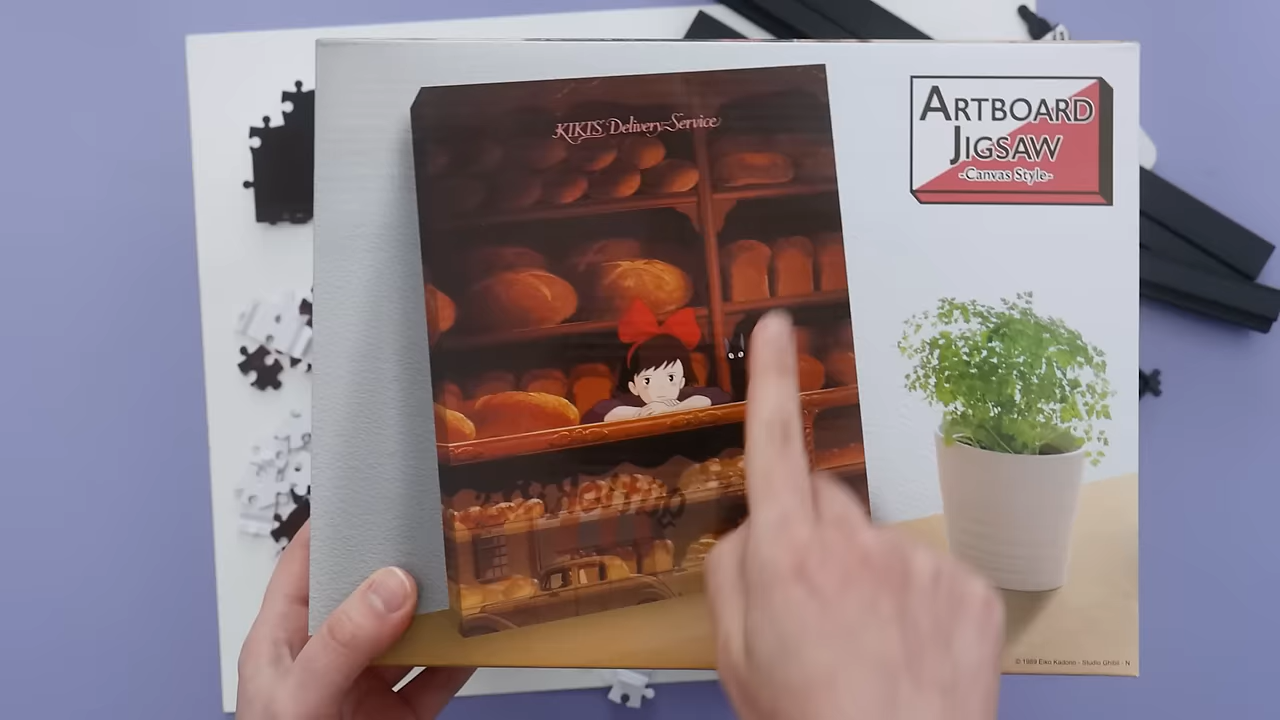 KIKI'S Delivery Service
ARTBOARD
JIGSAW
-Canvas Style-
© 1989 Eiko Kadono - Studio Ghibli - N